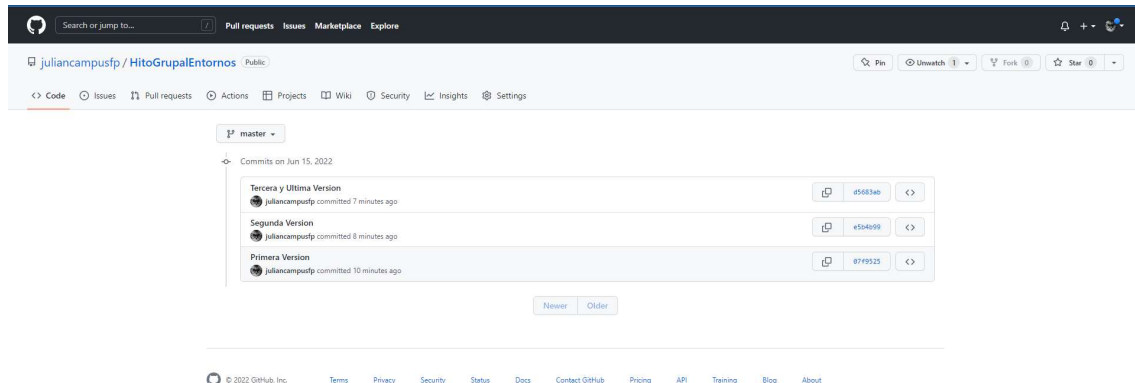 Search or jump to... / Pull requests Issues Marketplace Explore
juliancampusfp / HitoGrupalEntornos Public Pin Unwatch 1 Fork 0 Star 0
<> Code Issues Pull requests Actions Projects Wiki Security Insights Settings
master
Commits on Jun 15, 2022
Tercera y Ultima Version
juliancampusfp committed 7 minutes ago
d5683ab <>
Segunda Version
juliancampusfp committed 8 minutes ago
e5b4b99 <>
Primera Version
juliancampusfp committed 10 minutes ago
07f9525 <>
Newer Older
© 2022 GitHub, Inc. Terms Privacy Security Status Docs Contact GitHub Pricing API Training Blog About